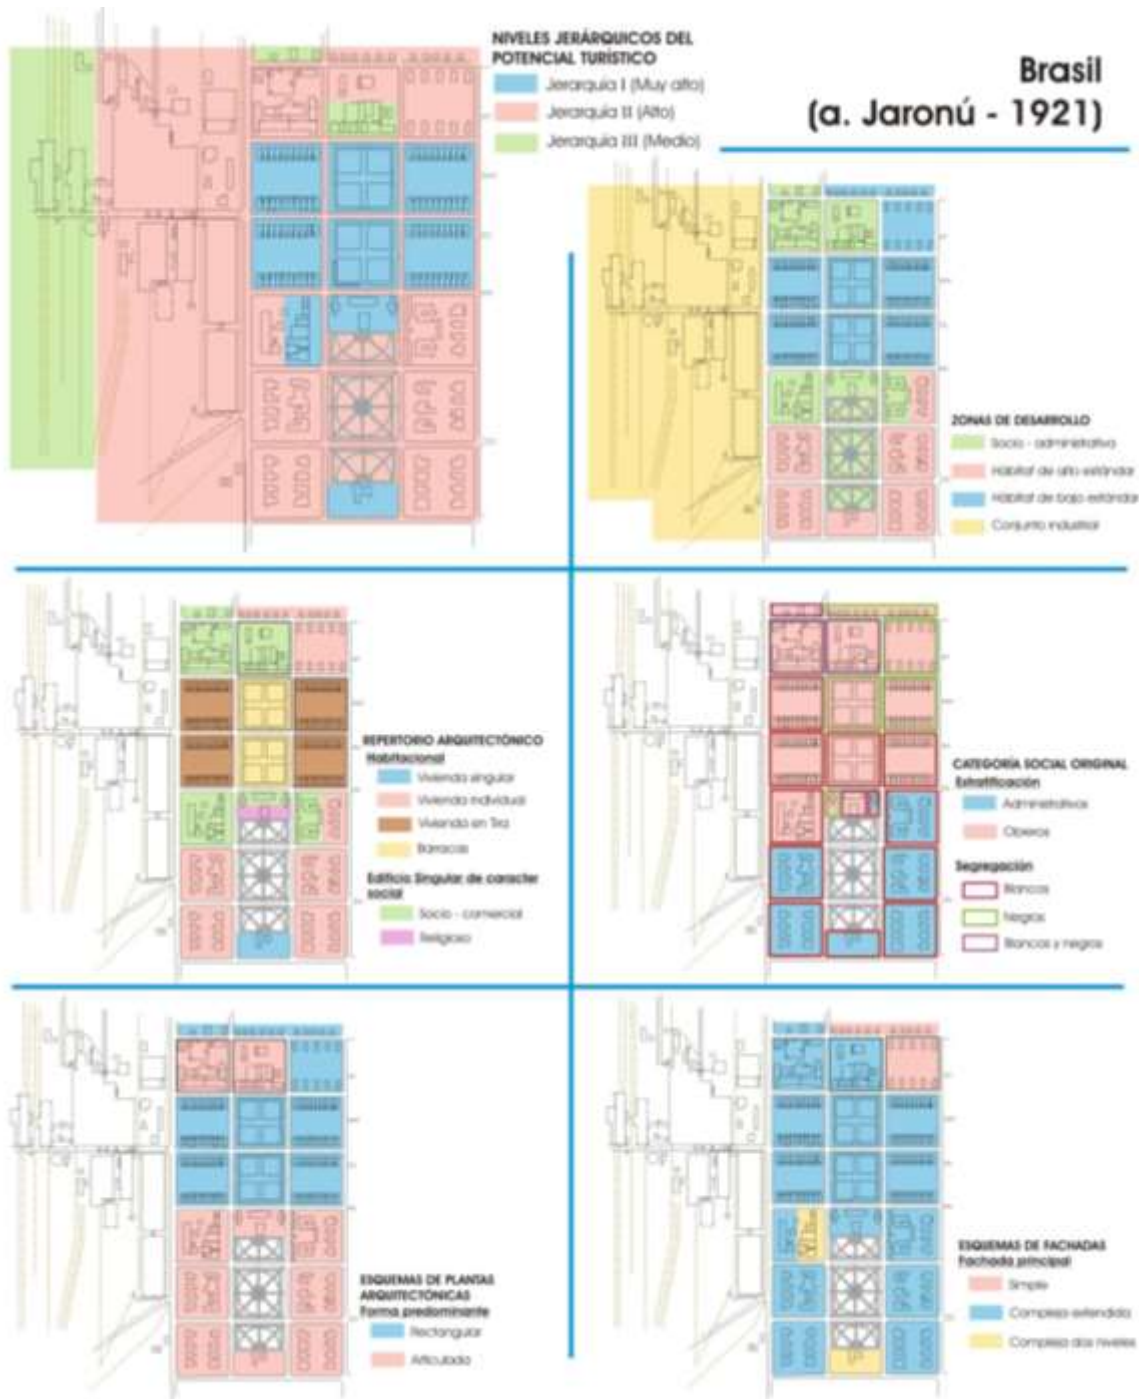 NIVELES JERÁRQUICOS DEL
POTENCIAL TURÍSTICO
Jerarquía I (Muy alto)
Jerarquía II (Alto)
Jerarquía III (Medio)
Brasil
(a. Jaronú - 1921)
ZONAS DE DESARROLLO
Socio - administrativa
Hábitat de alto estándar
Hábitat de bajo estándar
Conjunto industrial
REPERTORIO ARQUITECTÓNICO
Habitacional
Vivienda singular
Vivienda individual
Vivienda en Tira
Barracas
Edificio Singular de caracter
social
Socio - comercial
Religioso
CATEGORÍA SOCIAL ORIGINAL
Estratificación
Administrativos
Obreros
Segregación
Blancos
Negros
Blancos y negros
ESQUEMAS DE PLANTAS
ARQUITECTÓNICAS
Forma predominante
Rectangular
Articulada
ESQUEMAS DE FACHADAS
Fachada principal
Simple
Compleja extendida
Compleja dos niveles